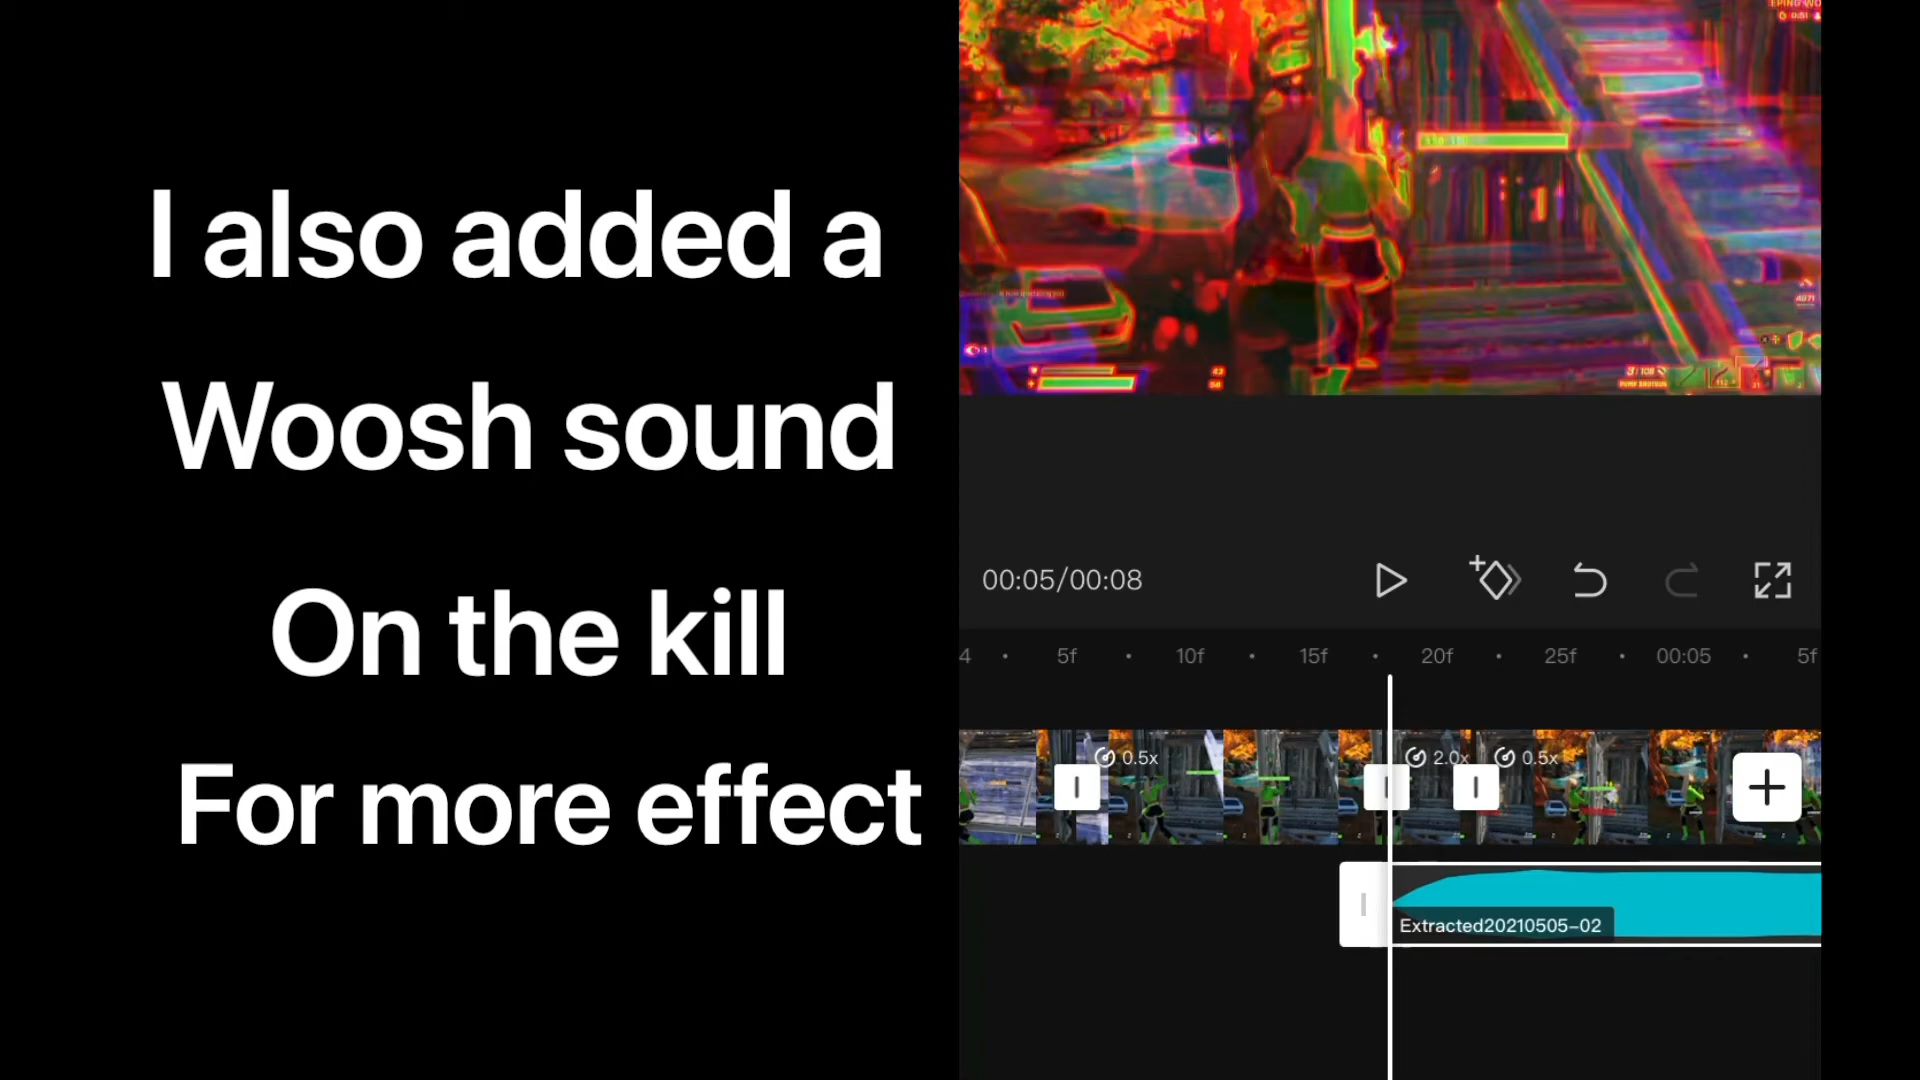 I also added a
Woosh sound
On the kill
For more effect
00:05/00:08
4 5f 10f 15f 20f 25f 00:05 5f
0.5x 2.0x 0.5x
Extracted20210505-02